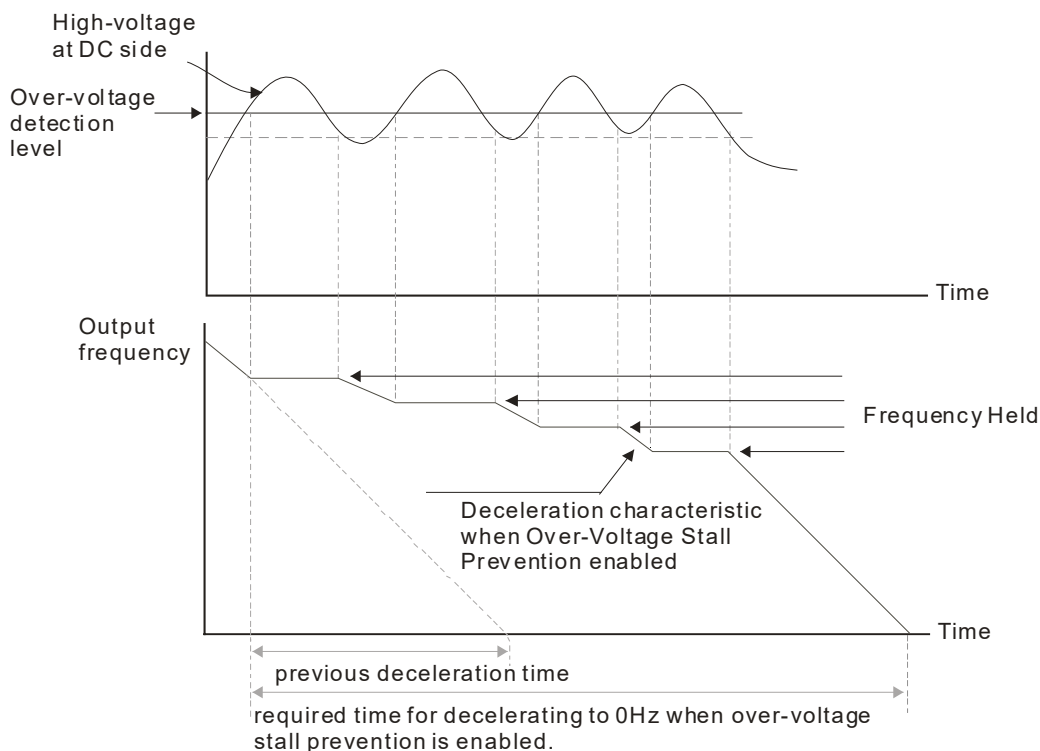 High-voltage
at DC side
Over-voltage
detection
level
Time
Output
frequency
Frequency Held
Deceleration characteristic
when Over-Voltage Stall
Prevention enabled
Time
previous deceleration time
required time for decelerating to 0Hz when over-voltage
stall prevention is enabled.